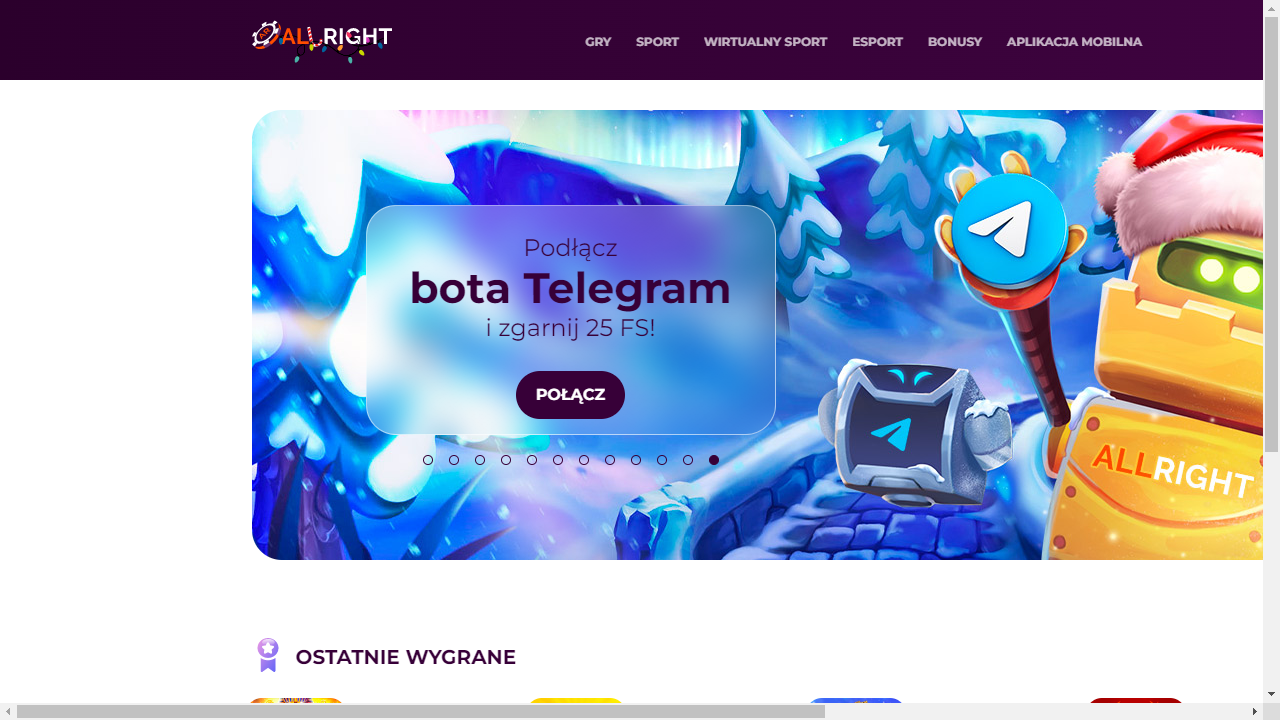 ALLRIGHT
GRY
SPORT
WIRTUALNY SPORT
ESPORT
BONUSY
APLIKACJA MOBILNA
Podłącz
bota Telegram
i zgarnij 25 FS!
POŁĄCZ
ALLRIGHT
OSTATNIE WYGRANE